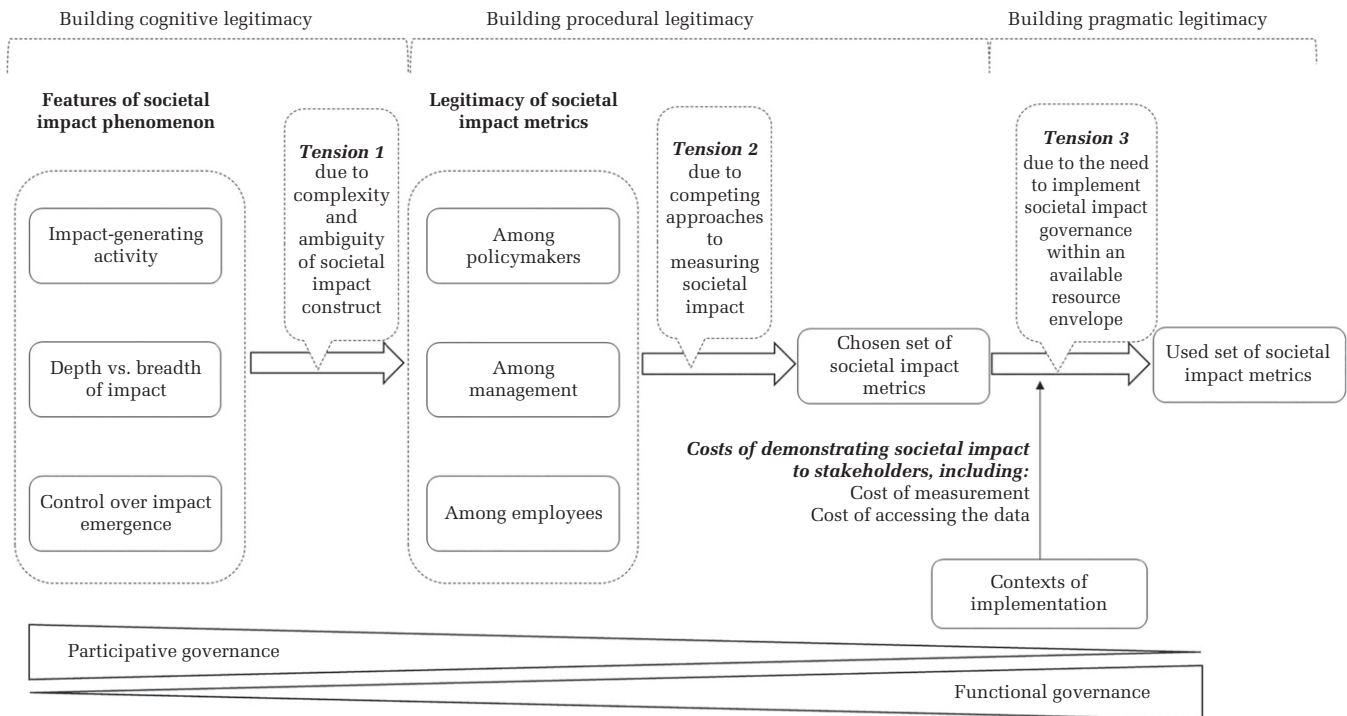 Building cognitive legitimacy
Building procedural legitimacy
Building pragmatic legitimacy
Features of societal
impact phenomenon
Impact-generating
activity
Depth vs. breadth
of impact
Control over impact
emergence
Tension 1
due to
complexity
and
ambiguity
of societal
impact
construct
Legitimacy of societal
impact metrics
Among
policymakers
Among
management
Among employees
Tension 2
due to
competing
approaches
to
measuring
societal
impact
Chosen set of
societal impact
metrics
Tension 3
due to the need
to implement
societal impact
governance
within an
available
resource
envelope
Used set of societal
impact metrics
Costs of demonstrating societal impact
to stakeholders, including:
Cost of measurement
Cost of accessing the data
Contexts of
implementation
Participative governance
Functional governance